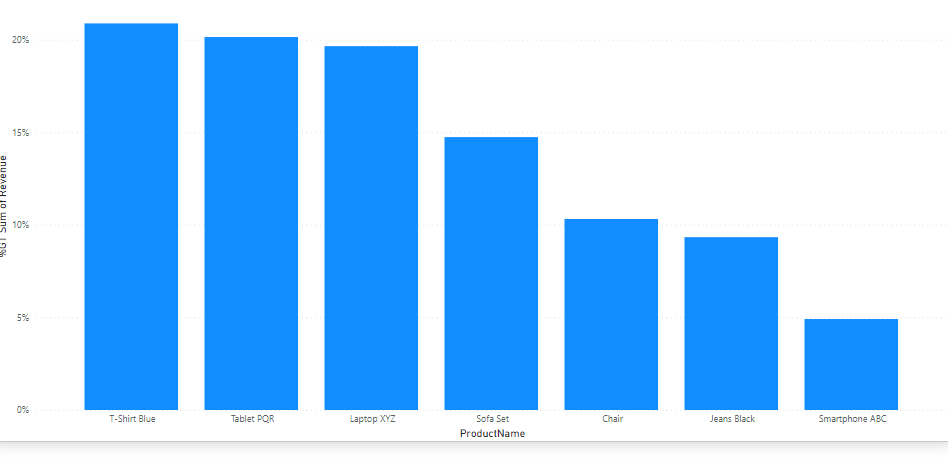 %GT Sum of Revenue
20%
15%
10%
5%
0%
T-Shirt Blue
Tablet PQR
Laptop XYZ
Sofa Set
Chair
Jeans Black
Smartphone ABC
ProductName